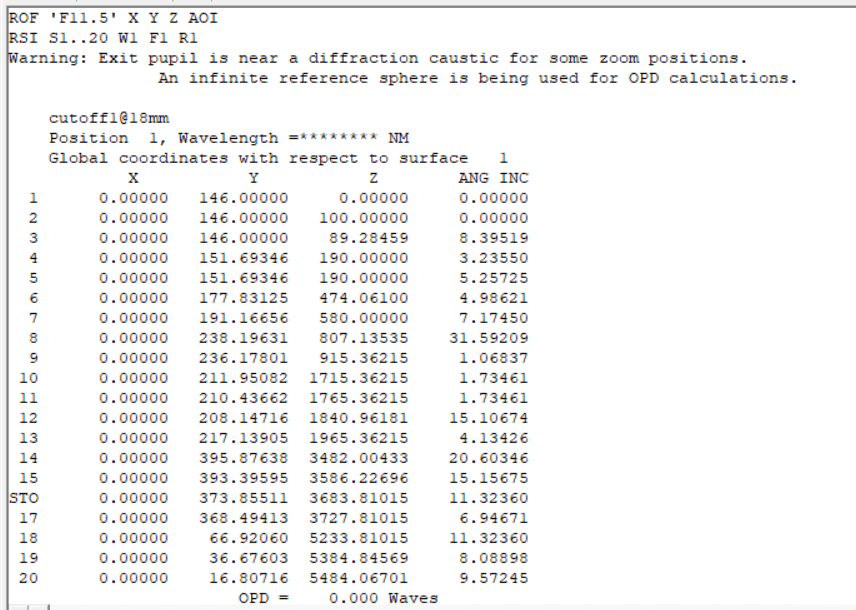 ROF 'F11.5' X Y Z AOI
RSI S1..20 W1 F1 R1
Warning: Exit pupil is near a diffraction caustic for some zoom positions.
An infinite reference sphere is being used for OPD calculations.
cutoff1@18mm
Position 1, Wavelength =******** NM
Global coordinates with respect to surface 1
X Y Z ANG INC
1 0.00000 146.00000 0.00000 0.00000
2 0.00000 146.00000 100.00000 0.00000
3 0.00000 146.00000 89.28459 8.39519
4 0.00000 151.69346 190.00000 3.23550
5 0.00000 151.69346 190.00000 5.25725
6 0.00000 177.83125 474.06100 4.98621
7 0.00000 191.16656 580.00000 7.17450
8 0.00000 238.19631 807.13535 31.59209
9 0.00000 236.17801 915.36215 1.06837
10 0.00000 211.95082 1715.36215 1.73461
11 0.00000 210.43662 1765.36215 1.73461
12 0.00000 208.14716 1840.96181 15.10674
13 0.00000 217.13905 1965.36215 4.13426
14 0.00000 395.87638 3482.00433 20.60346
15 0.00000 393.39595 3586.22696 15.15675
STO 0.00000 373.85511 3683.81015 11.32360
17 0.00000 368.49413 3727.81015 6.94671
18 0.00000 66.92060 5233.81015 11.32360
19 0.00000 36.67603 5384.84569 8.08898
20 0.00000 16.80716 5484.06701 9.57245
OPD = 0.000 Waves